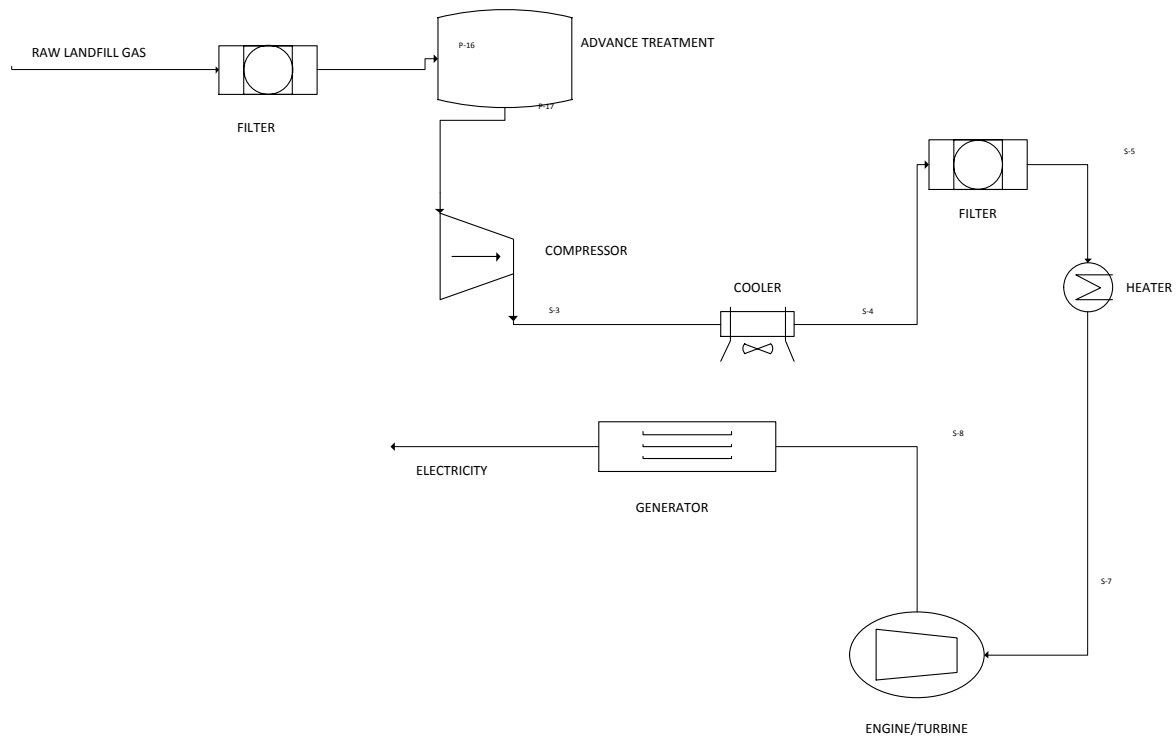 RAW LANDFILL GAS
P-16
ADVANCE TREATMENT
P-17
FILTER
S-5
FILTER
COMPRESSOR
COOLER
HEATER
S-3
S-4
S-8
ELECTRICITY
GENERATOR
S-7
ENGINE/TURBINE